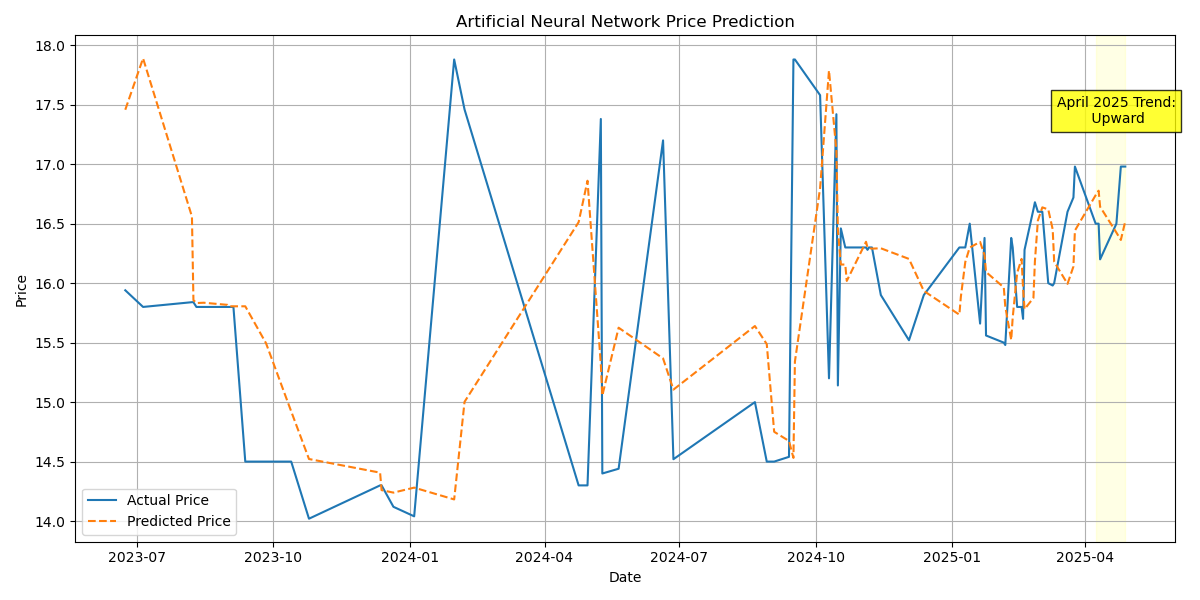 Artificial Neural Network Price Prediction
18.0
17.5
17.0
16.5
16.0
15.5
15.0
14.5
14.0
Price
April 2025 Trend:
Upward
Actual Price
Predicted Price
2023-07
2023-10
2024-01
2024-04
2024-07
2024-10
2025-01
2025-04
Date